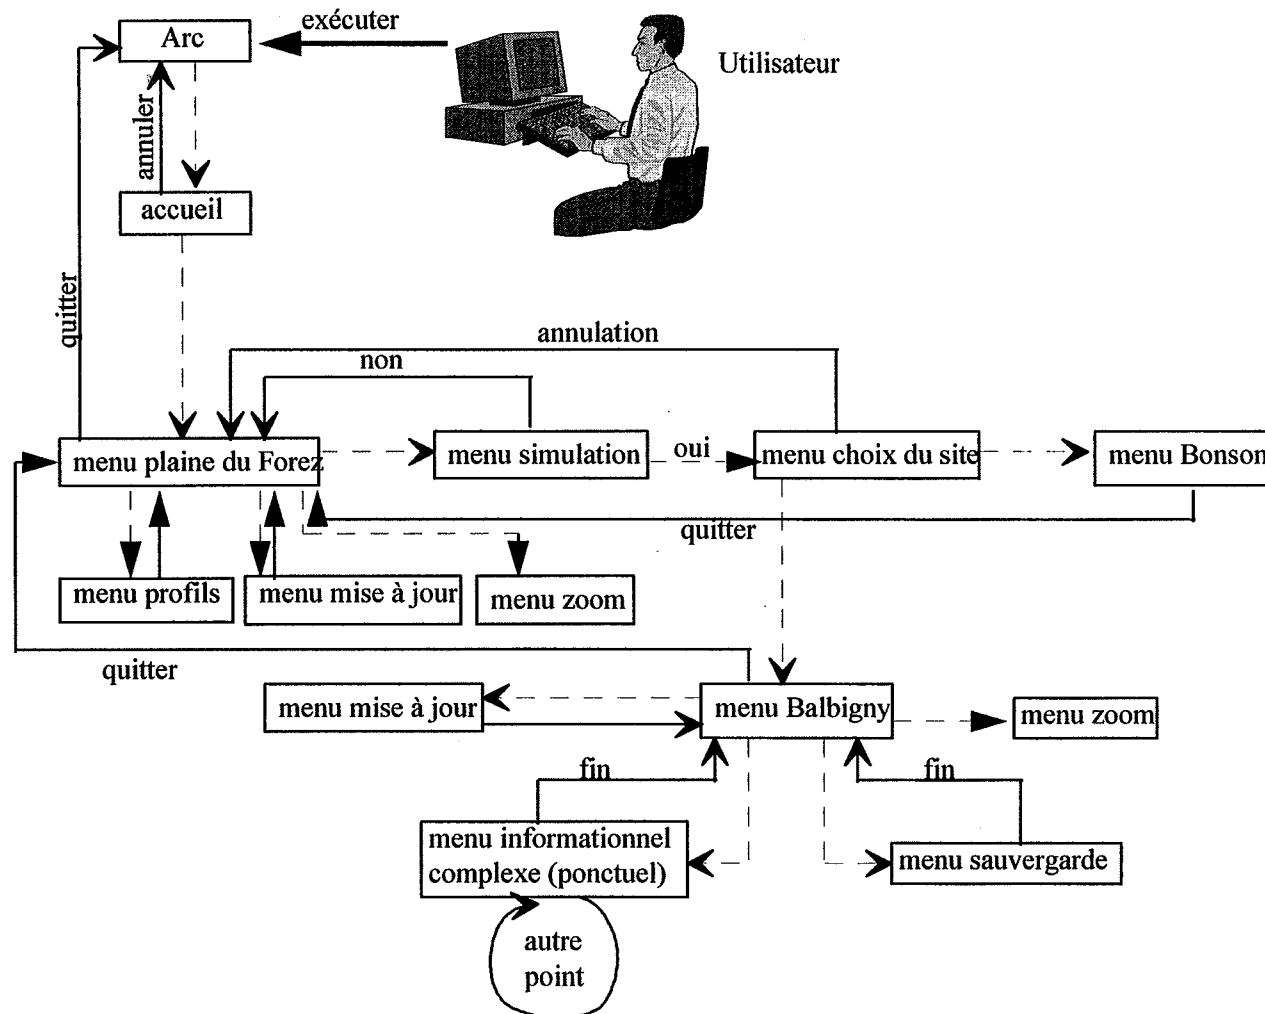 exécuter
Arc
Utilisateur
annuler
accueil
quitter
annulation
non
menu plaine du Forez
menu simulation
oui
menu choix du site
menu Bonson
quitter
menu profils
menu mise à jour
menu zoom
quitter
menu mise à jour
menu Balbigny
menu zoom
fin
fin
menu informationnel
complexe (ponctuel)
menu sauvergarde
autre
point